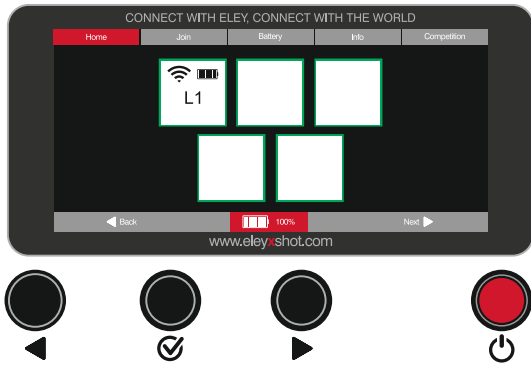 CONNECT WITH ELEY, CONNECT WITH THE WORLD
Home Join Battery Info Competition
L1
Back 100% Next
www.eleyxshot.com